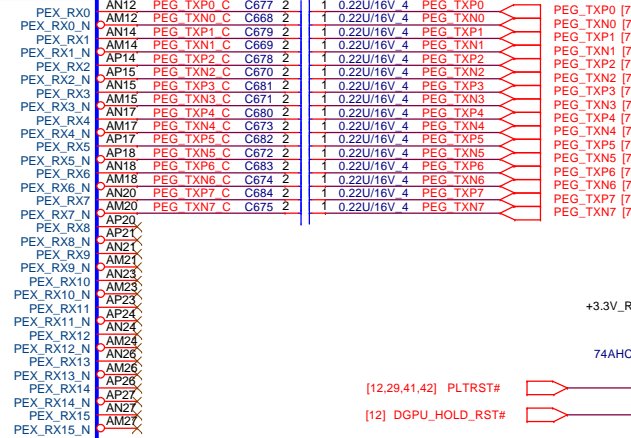 PEX_RX0 AN12 PEG_TXP0_C C677 2 1 0.22U/16V_4 PEG_TXP0 PEG_TXP0 [7
PEX_RX0_N AM12 PEG_TXN0_C C668 2 1 0.22U/16V_4 PEG_TXN0 PEG_TXN0 [7
PEX_RX1 AN14 PEG_TXP1_C C679 2 1 0.22U/16V_4 PEG_TXP1 PEG_TXP1 [7
PEX_RX1_N AM14 PEG_TXN1_C C669 2 1 0.22U/16V_4 PEG_TXN1 PEG_TXN1 [7
PEX_RX2 AP14 PEG_TXP2_C C678 2 1 0.22U/16V_4 PEG_TXP2 PEG_TXP2 [7
PEX_RX2_N AP15 PEG_TXN2_C C670 2 1 0.22U/16V_4 PEG_TXN2 PEG_TXN2 [7
PEX_RX3 AN15 PEG_TXP3_C C681 2 1 0.22U/16V_4 PEG_TXP3 PEG_TXP3 [7
PEX_RX3_N AM15 PEG_TXN3_C C671 2 1 0.22U/16V_4 PEG_TXN3 PEG_TXN3 [7
PEX_RX4 AN17 PEG_TXP4_C C680 2 1 0.22U/16V_4 PEG_TXP4 PEG_TXP4 [7
PEX_RX4_N AM17 PEG_TXN4_C C673 2 1 0.22U/16V_4 PEG_TXN4 PEG_TXN4 [7
PEX_RX5 AP17 PEG_TXP5_C C682 2 1 0.22U/16V_4 PEG_TXP5 PEG_TXP5 [7
PEX_RX5_N AP18 PEG_TXN5_C C672 2 1 0.22U/16V_4 PEG_TXN5 PEG_TXN5 [7
PEX_RX6 AN18 PEG_TXP6_C C683 2 1 0.22U/16V_4 PEG_TXP6 PEG_TXP6 [7
PEX_RX6_N AM18 PEG_TXN6_C C674 2 1 0.22U/16V_4 PEG_TXN6 PEG_TXN6 [7
PEX_RX7 AN20 PEG_TXP7_C C684 2 1 0.22U/16V_4 PEG_TXP7 PEG_TXP7 [7
PEX_RX7_N AM20 PEG_TXN7_C C675 2 1 0.22U/16V_4 PEG_TXN7 PEG_TXN7 [7
PEX_RX8 AP20
PEX_RX8_N AP21
PEX_RX9 AN21
PEX_RX9_N AM21
PEX_RX10 AN23
PEX_RX10_N AM23
PEX_RX11 AP23
PEX_RX11_N AP24
PEX_RX12 AN24
PEX_RX12_N AM24
PEX_RX13 AN26
PEX_RX13_N AM26
PEX_RX14 AP26
PEX_RX14_N AP27
PEX_RX15 AN27
PEX_RX15_N AM27
+3.3V_R
74AHC
[12,29,41,42] PLTRST#
[12] DGPU_HOLD_RST#